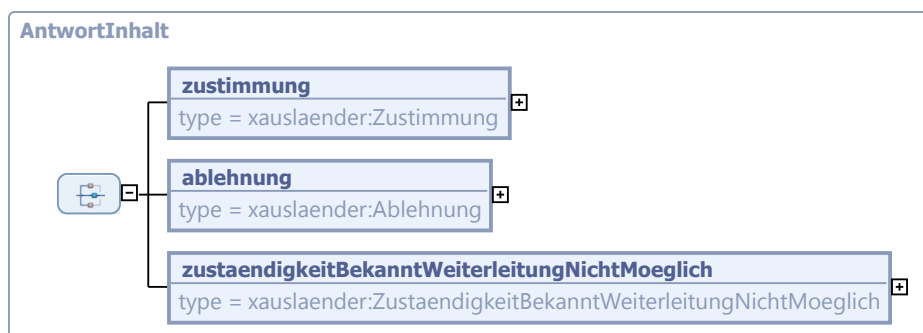 AntwortInhalt
zustimmung
type = xauslaender:Zustimmung
ablehnung
type = xauslaender:Ablehnung
zustaendigkeitBekanntWeiterleitungNichtMoeglich
type = xauslaender:ZustaendigkeitBekanntWeiterleitungNichtMoeglich